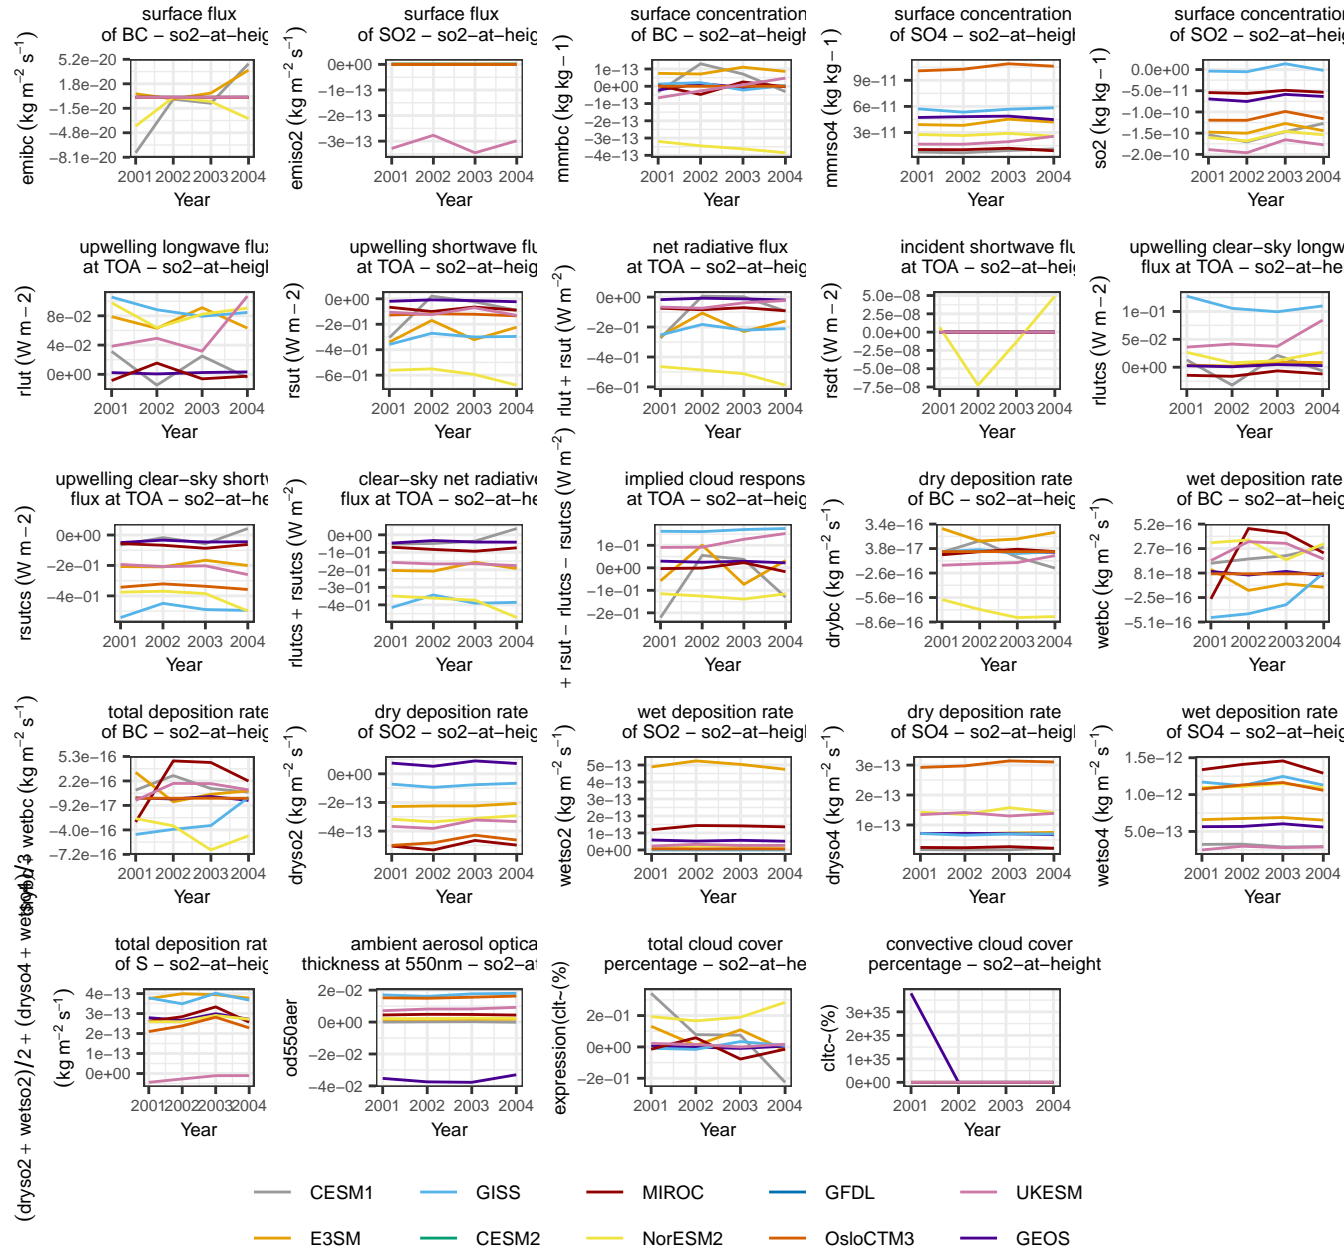 surface flux
of BC − so2−at−heig
emibc (kg m−2 s−1)
5.2e−20
1.8e−20
−1.5e−20
−4.8e−20
−8.1e−20
2001 2002 2003 2004
Year
surface flux
of SO2 − so2−at−heig
emiso2 (kg m−2 s−1)
0e+00
−1e−13
−2e−13
−3e−13
2001 2002 2003 2004
Year
surface concentration
of BC − so2−at−heigh
mmrbc (kg kg−1)
1e−13
0e+00
−1e−13
−2e−13
−3e−13
−4e−13
2001 2002 2003 2004
Year
surface concentration
of SO4 − so2−at−heigh
mmrso4 (kg kg−1)
9e−11
6e−11
3e−11
2001 2002 2003 2004
Year
surface concentration
of SO2 − so2−at−heigh
so2 (kg kg−1)
0.0e+00
−5.0e−11
−1.0e−10
−1.5e−10
−2.0e−10
2001 2002 2003 2004
Year
upwelling longwave flux
at TOA − so2−at−heigh
rlut (W m−2)
8e−02
4e−02
0e+00
2001 2002 2003 2004
Year
upwelling shortwave flu
at TOA − so2−at−heig
rsut (W m−2)
0e+00
−2e−01
−4e−01
−6e−01
2001 2002 2003 2004
Year
net radiative flux
at TOA − so2−at−heigh
rlut + rsut (W m−2)
0e+00
−2e−01
−4e−01
−6e−01
2001 2002 2003 2004
Year
incident shortwave flu
at TOA − so2−at−heig
rsdt (W m−2)
5.0e−08
2.5e−08
0.0e+00
−2.5e−08
−5.0e−08
−7.5e−08
2001 2002 2003 2004
Year
upwelling clear−sky longw
flux at TOA − so2−at−he
rlutcs (W m−2)
1e−01
0e+00
2001 2002 2003 2004
Year
upwelling clear−sky shortw
flux at TOA − so2−at−he
rsutcs (W m−2)
0e+00
−2e−01
−4e−01
2001 2002 2003 2004
Year
clear−sky net radiative
flux at TOA − so2−at−he
rlutcs + rsutcs (W m−2)
0e+00
−1e−01
−2e−01
−3e−01
−4e−01
2001 2002 2003 2004
Year
implied cloud respons
at TOA − so2−at−heig
+ rsut − rlutcs − rsutcs (W m−2)
1e−01
0e+00
−1e−01
−2e−01
2001 2002 2003 2004
Year
dry deposition rate
of BC − so2−at−heig
drybc (kg m−2 s−1)
3.4e−16
3.8e−17
−2.6e−16
−5.6e−16
−8.6e−16
2001 2002 2003 2004
Year
wet deposition rate
of BC − so2−at−heig
wetbc (kg m−2 s−1)
5.2e−16
2.7e−16
8.1e−18
−2.5e−16
−5.1e−16
2001 2002 2003 2004
Year
total deposition rate
of BC − so2−at−heig
drybc + wetbc (kg m−2 s−1)
5.3e−16
2.2e−16
−9.2e−17
−4.0e−16
−7.2e−16
2001 2002 2003 2004
Year
dry deposition rate
of SO2 − so2−at−heig
dryso2 (kg m−2 s−1)
0e+00
−2e−13
−4e−13
2001 2002 2003 2004
Year
wet deposition rate
of SO2 − so2−at−heigh
wetso2 (kg m−2 s−1)
5e−13
4e−13
3e−13
2e−13
1e−13
0e+00
2001 2002 2003 2004
Year
dry deposition rate
of SO4 − so2−at−heigh
dryso4 (kg m−2 s−1)
3e−13
2e−13
1e−13
2001 2002 2003 2004
Year
wet deposition rate
of SO4 − so2−at−heigh
wetso4 (kg m−2 s−1)
1.5e−12
1.0e−12
5.0e−13
2001 2002 2003 2004
Year
total deposition rat
of S − so2−at−heig
(dryso2 + wetso2)/2 + (dryso4 + wetso4)/3
(kg m−2 s−1)
4e−13
3e−13
2e−13
1e−13
0e+00
2001 2002 2003 2004
Year
ambient aerosol optica
thickness at 550nm − so2−at
od550aer
2e−02
0e+00
−2e−02
−4e−02
2001 2002 2003 2004
Year
total cloud cover
percentage − so2−at−he
expression(clt~(%)
2e−01
0e+00
−2e−01
2001 2002 2003 2004
Year
convective cloud cover
percentage − so2−at−height
cltc~(%)
3e+35
2e+35
1e+35
0e+00
2001 2002 2003 2004
Year
CESM1 GISS MIROC GFDL UKESM
E3SM CESM2 NorESM2 OsloCTM3 GEOS